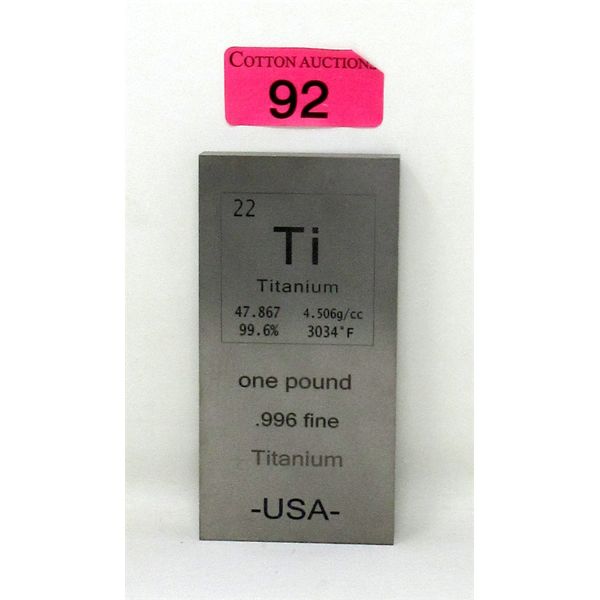 COTTON AUCTIONS
92
22
Ti
Titanium
47.867 4.506g/cc
99.6% 3034°F
one pound
.996 fine
Titanium
-USA-